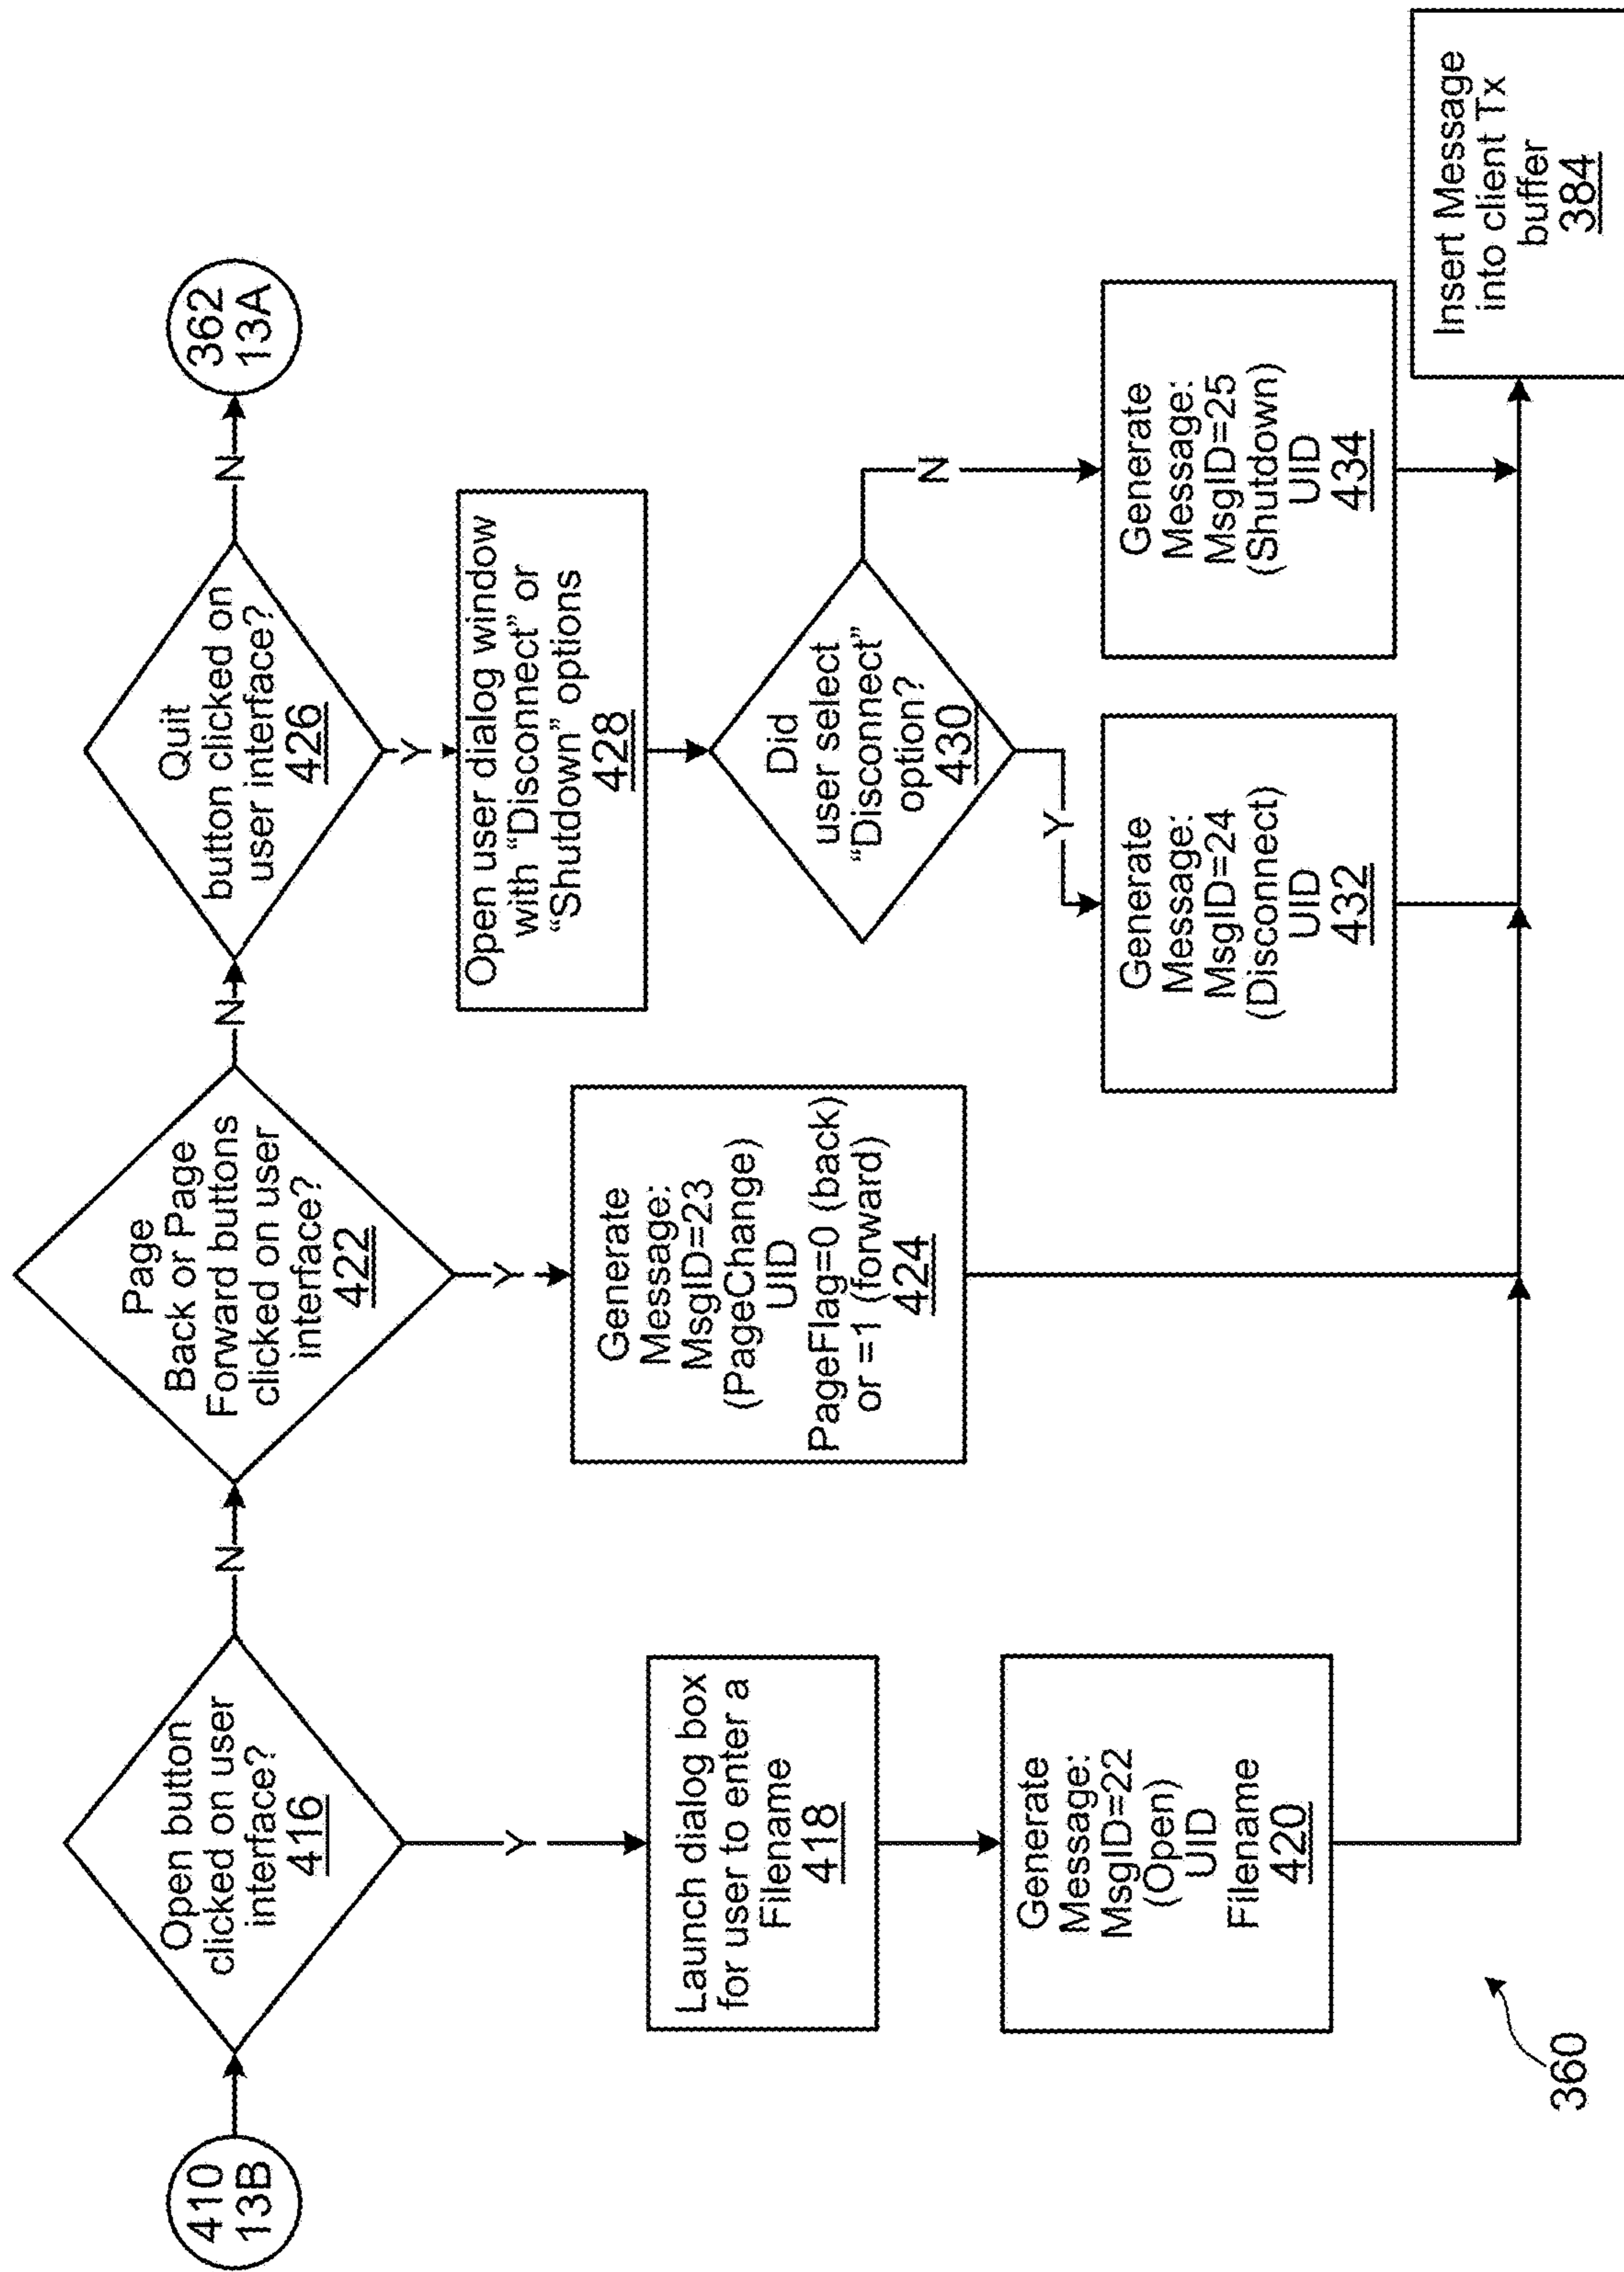 410
13B
Open button
clicked on user
interface?
416
N
Page
Back or Page
Forward buttons
clicked on user
interface?
422
N
Quit
button clicked on
user interface?
426
N
362
13A
Y
Launch dialog box
for user to enter a
Filename
418
Generate
Message:
MsgID=22
(Open)
UID
Filename
420
Y
Generate
Message:
MsgID=23
(PageChange)
UID
PageFlag=0 (back)
or =1 (forward)
424
Y
Open user dialog window
with “Disconnect” or
“Shutdown” options
428
Did
user select
“Disconnect”
option?
430
Y
N
Generate
Message:
MsgID=24
(Disconnect)
UID
432
Generate
Message:
MsgID=25
(Shutdown)
UID
434
Insert Message
into client Tx
buffer
384
360